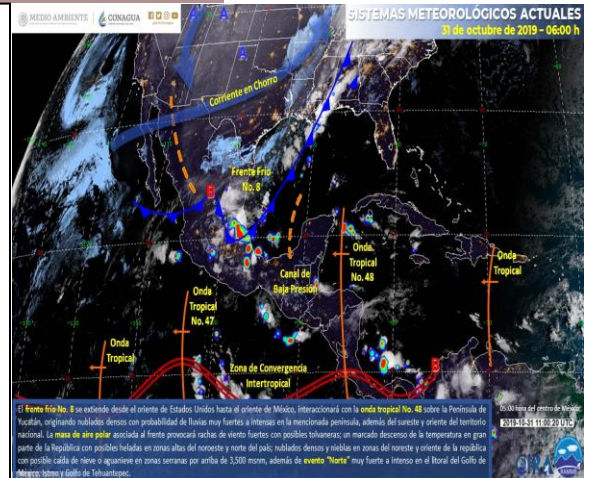 MEDIO AMBIENTE
CONAGUA
SISTEMAS METEOROLÓGICOS ACTUALES
31 de octubre de 2019 – 06:00 h
A
A
A
Corriente en Chorro
Frente Frío
No. 8
B
Onda
Tropical
No. 48
Onda
Tropical
Canal de
Baja Presión
Onda
Tropical
No. 47
Onda
Tropical
Zona de Convergencia
Intertropical
B
El frente frío No. 8 se extiende desde el oriente de Estados Unidos hasta el oriente de México, interaccionará con la onda tropical No. 48 sobre la Península de
Yucatán, originando nublados densos con probabilidad de lluvias muy fuertes a intensas en la mencionada península, además del sureste y oriente del territorio
nacional. La masa de aire polar asociada al frente provocará rachas de viento fuertes con posibles tolvaneras; un marcado descenso de la temperatura en gran
parte de la República con posibles heladas en zonas altas del noroeste y norte del país; nublados densos y nieblas en zonas del noreste y oriente de la república
con posible caída de nieve o aguanieve en zonas serranas por arriba de 3,500 msnm, además de evento "Norte" muy fuerte a intenso en el litoral del Golfo de
México, Istmo y Golfo de Tehuantepec.
05:00 hora del centro de México
2019-10-31 11:00:20 UTC